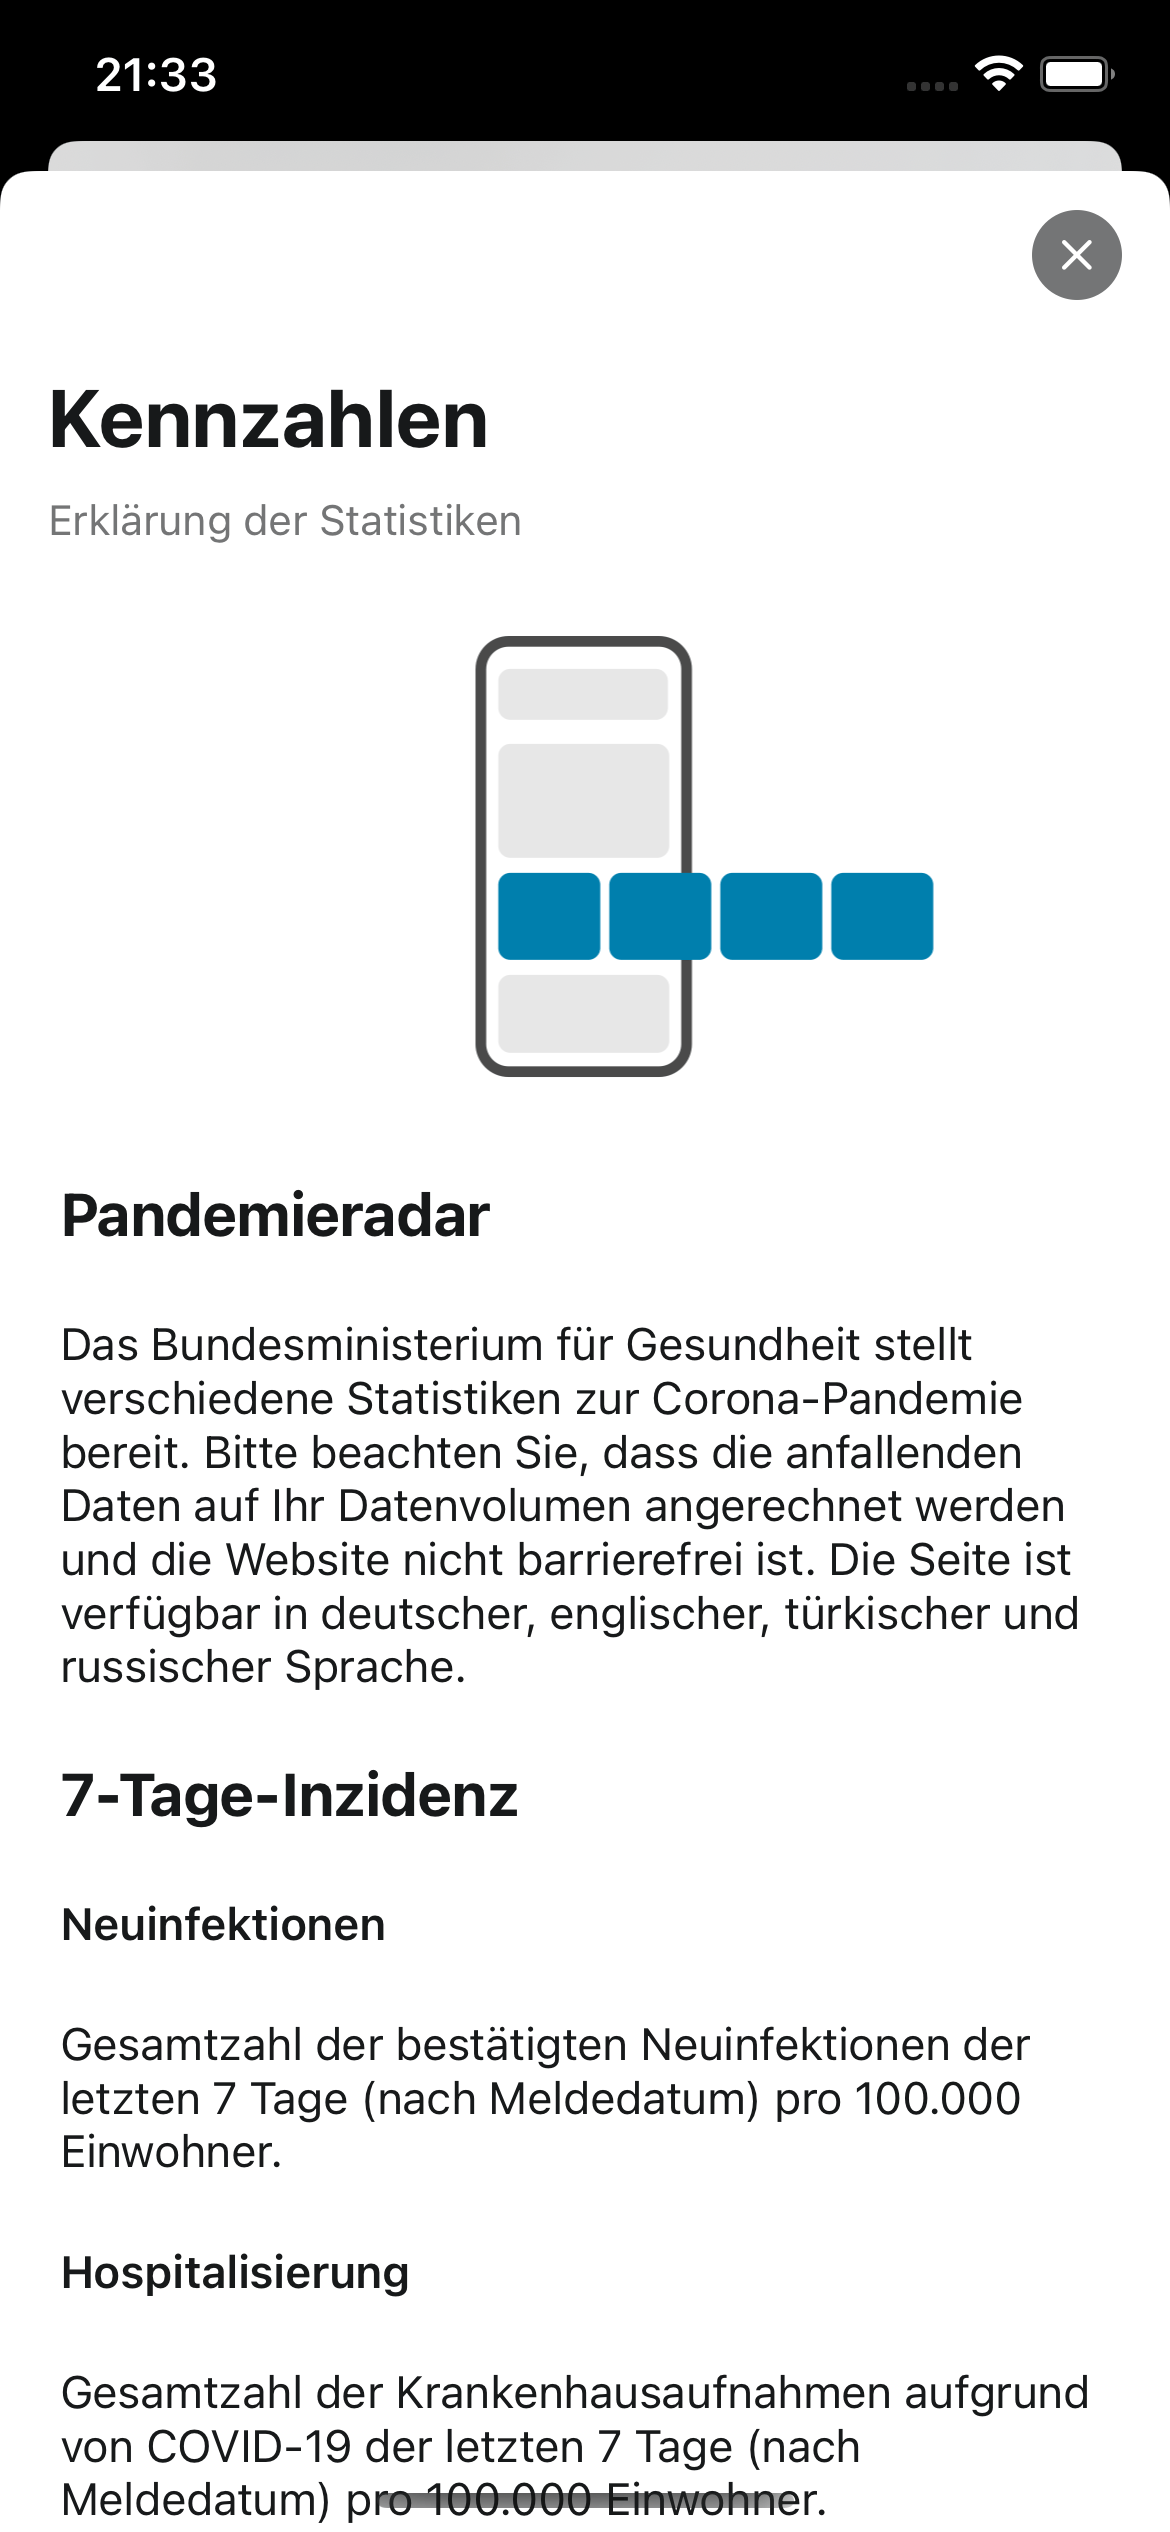 21:33
Kennzahlen
Erklärung der Statistiken
Pandemieradar
Das Bundesministerium für Gesundheit stellt
verschiedene Statistiken zur Corona-Pandemie
bereit. Bitte beachten Sie, dass die anfallenden
Daten auf Ihr Datenvolumen angerechnet werden
und die Website nicht barrierefrei ist. Die Seite ist
verfügbar in deutscher, englischer, türkischer und
russischer Sprache.
7-Tage-Inzidenz
Neuinfektionen
Gesamtzahl der bestätigten Neuinfektionen der
letzten 7 Tage (nach Meldedatum) pro 100.000
Einwohner.
Hospitalisierung
Gesamtzahl der Krankenhausaufnahmen aufgrund
von COVID-19 der letzten 7 Tage (nach
Meldedatum) pro 100.000 Einwohner.